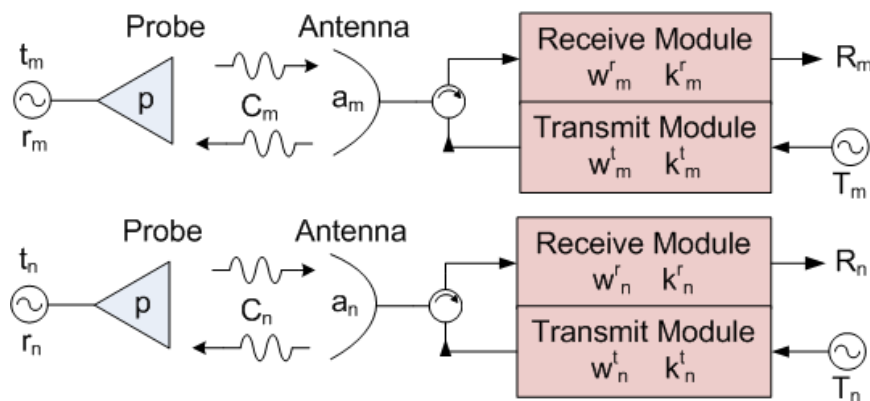 Probe Antenna Receive Module
t_m w^r_m k^r_m R_m
p C_m a_m
r_m Transmit Module
w^t_m k^t_m T_m
Probe Antenna Receive Module
t_n w^r_n k^r_n R_n
p C_n a_n
r_n Transmit Module
w^t_n k^t_n T_n